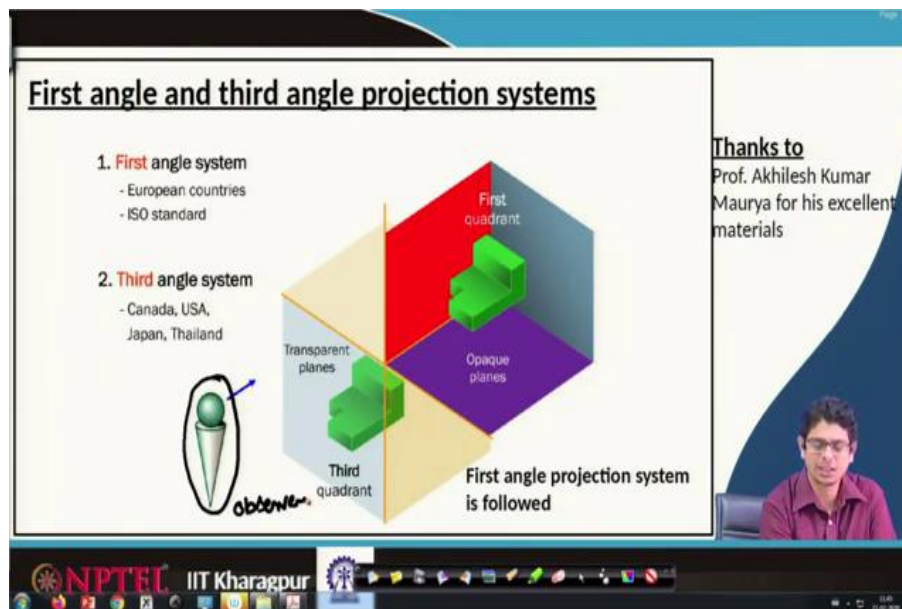 Page
First angle and third angle projection systems
1. First angle system
- European countries
- ISO standard
2. Third angle system
- Canada, USA,
Japan, Thailand
First
quadrant
Transparent
planes
Opaque
planes
Third
quadrant
First angle projection system
is followed
Thanks to
Prof. Akhilesh Kumar
Maurya for his excellent
materials
NPTEL IIT Kharagpur